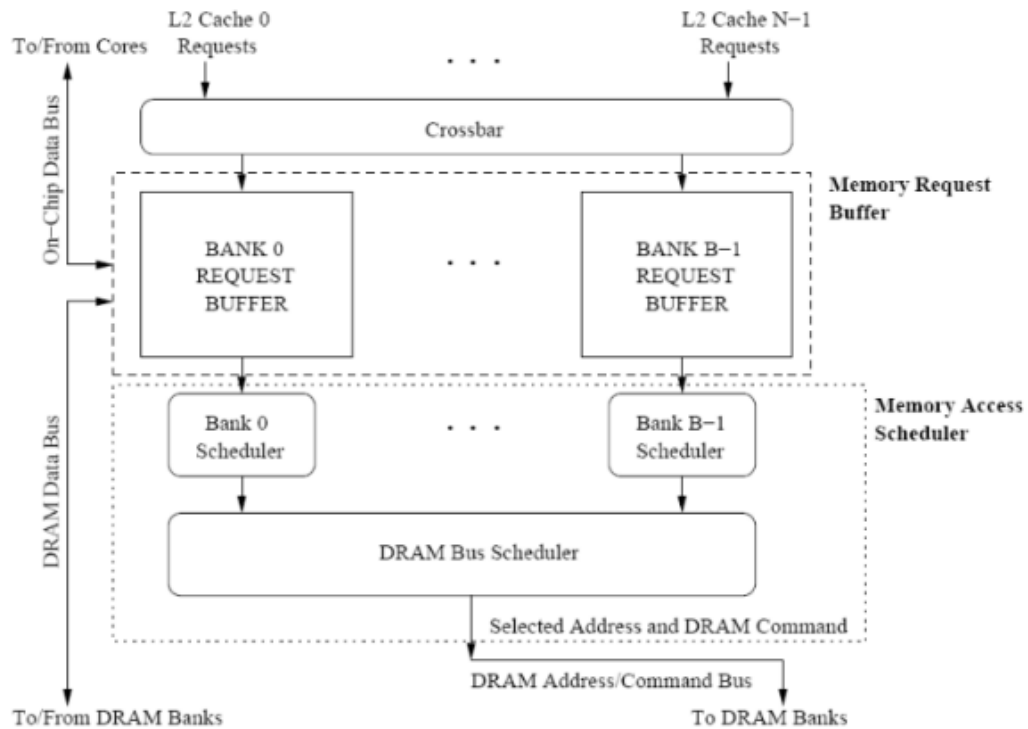 L2 Cache 0
Requests
L2 Cache N−1
Requests
To/From Cores
. . .
Crossbar
On−Chip Data Bus
Memory Request
Buffer
BANK 0
REQUEST
BUFFER
. . .
BANK B−1
REQUEST
BUFFER
Bank 0
Scheduler
. . .
Bank B−1
Scheduler
Memory Access
Scheduler
DRAM Data Bus
DRAM Bus Scheduler
Selected Address and DRAM Command
DRAM Address/Command Bus
To/From DRAM Banks
To DRAM Banks